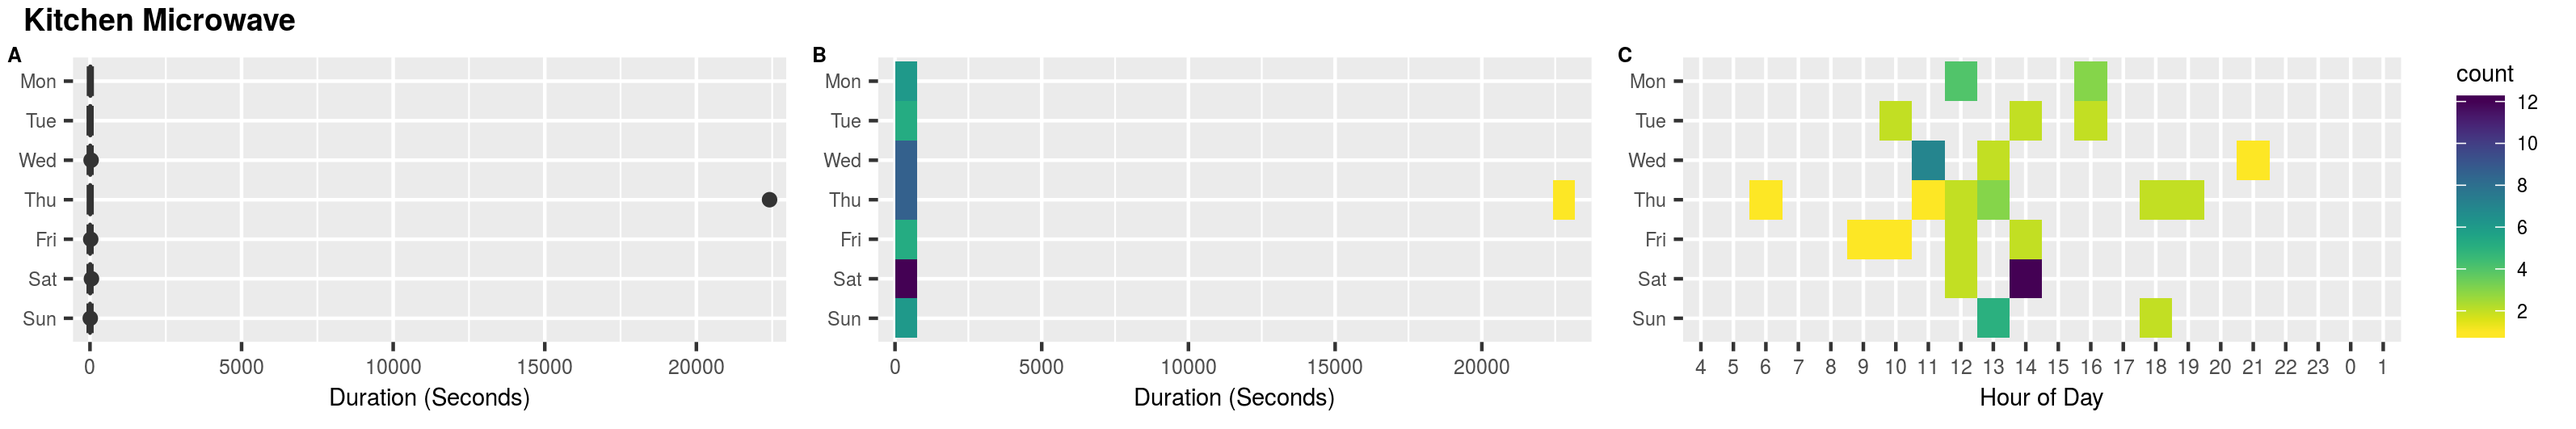 Kitchen Microwave
A
Mon
Tue
Wed
Thu
Fri
Sat
Sun
0 5000 10000 15000 20000
Duration (Seconds)
B
Mon
Tue
Wed
Thu
Fri
Sat
Sun
0 5000 10000 15000 20000
Duration (Seconds)
C
Mon
Tue
Wed
Thu
Fri
Sat
Sun
4 5 6 7 8 9 10 11 12 13 14 15 16 17 18 19 20 21 22 23 0 1
Hour of Day
count
12
10
8
6
4
2